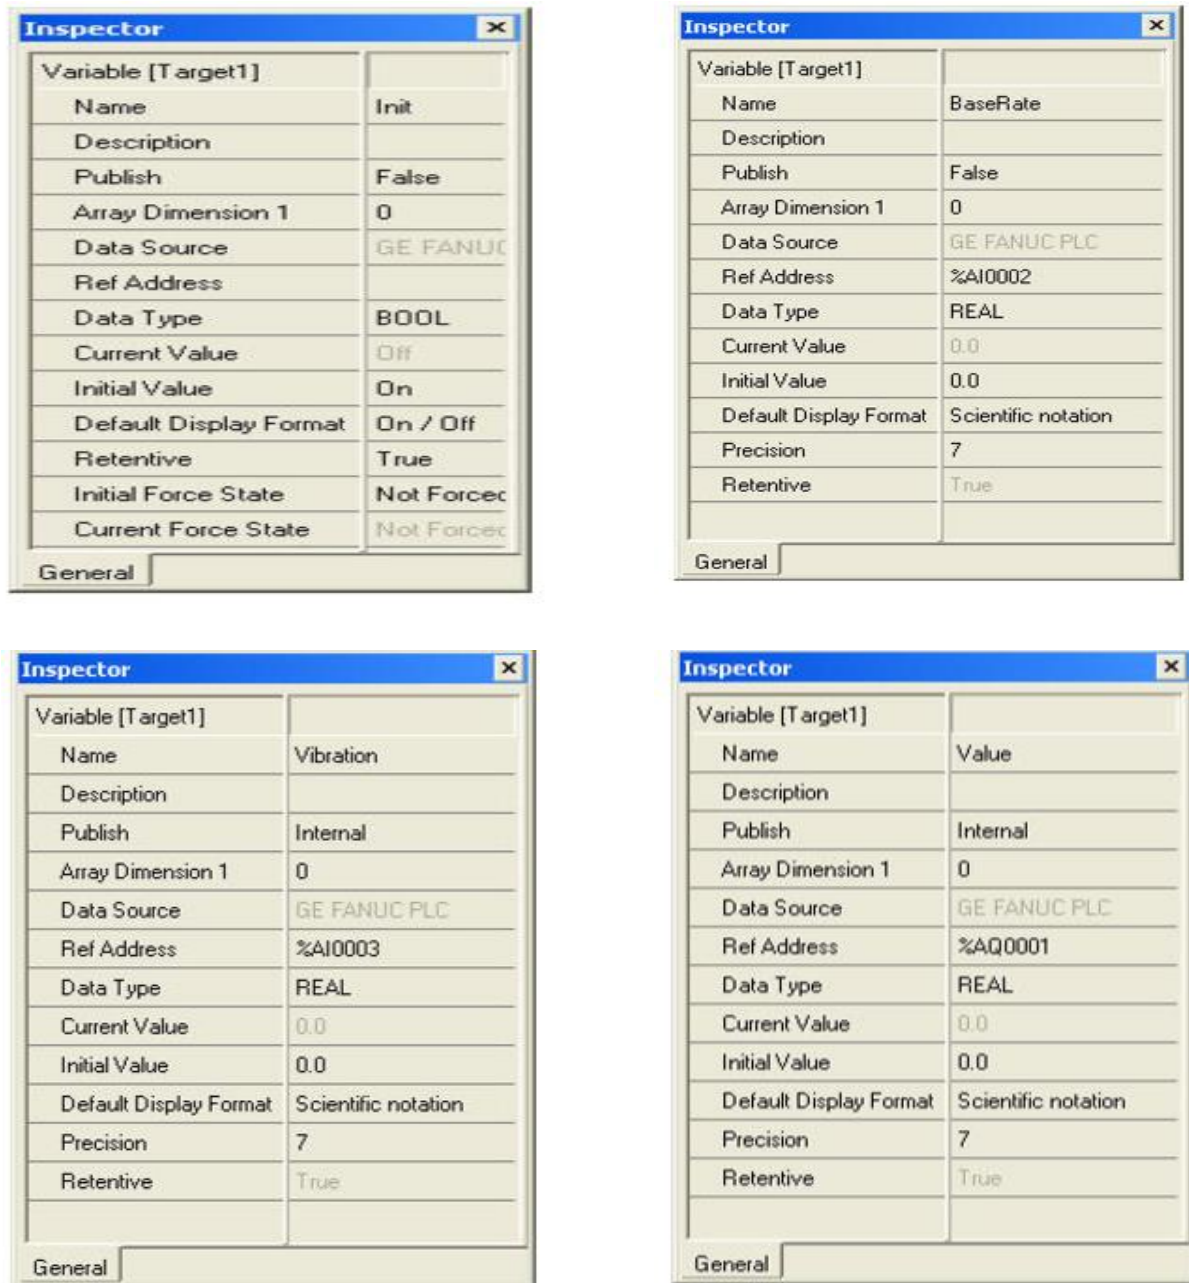 Inspector
Variable [Target1]
Name Init
Description
Publish False
Array Dimension 1 0
Data Source GE FANUC
Ref Address
Data Type BOOL
Current Value Off
Initial Value On
Default Display Format On / Off
Retentive True
Initial Force State Not Forced
Current Force State Not Forced
General
Inspector
Variable [Target1]
Name BaseRate
Description
Publish False
Array Dimension 1 0
Data Source GE FANUC PLC
Ref Address %AI0002
Data Type REAL
Current Value 0.0
Initial Value 0.0
Default Display Format Scientific notation
Precision 7
Retentive True
General
Inspector
Variable [Target1]
Name Vibration
Description
Publish Internal
Array Dimension 1 0
Data Source GE FANUC PLC
Ref Address %AI0003
Data Type REAL
Current Value 0.0
Initial Value 0.0
Default Display Format Scientific notation
Precision 7
Retentive True
General
Inspector
Variable [Target1]
Name Value
Description
Publish Internal
Array Dimension 1 0
Data Source GE FANUC PLC
Ref Address %AQ0001
Data Type REAL
Current Value 0.0
Initial Value 0.0
Default Display Format Scientific notation
Precision 7
Retentive True
General